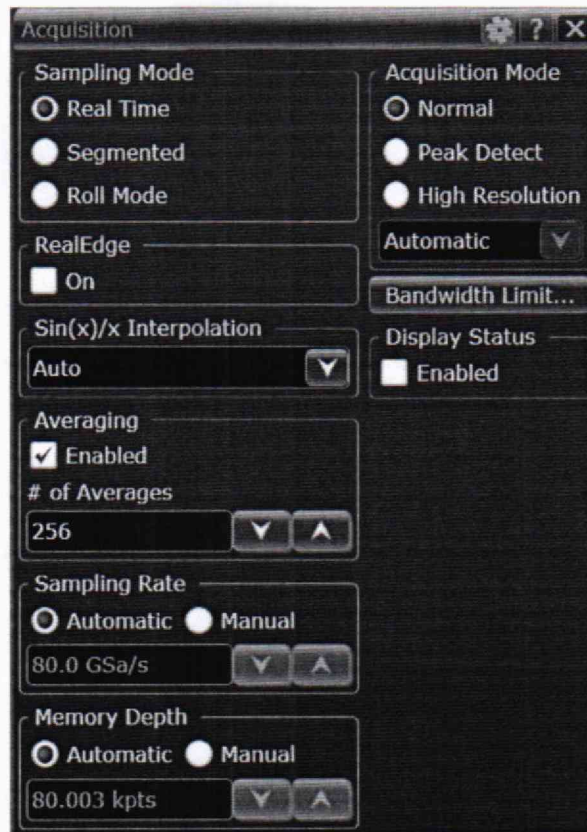 Acquisition ?
Sampling Mode
Real Time
Segmented
Roll Mode
RealEdge
On
Sin(x)/x Interpolation
Auto
Averaging
Enabled
# of Averages
256
Sampling Rate
Automatic Manual
80.0 GSa/s
Memory Depth
Automatic Manual
80.003 kpts
Acquisition Mode
Normal
Peak Detect
High Resolution
Automatic
Bandwidth Limit...
Display Status
Enabled